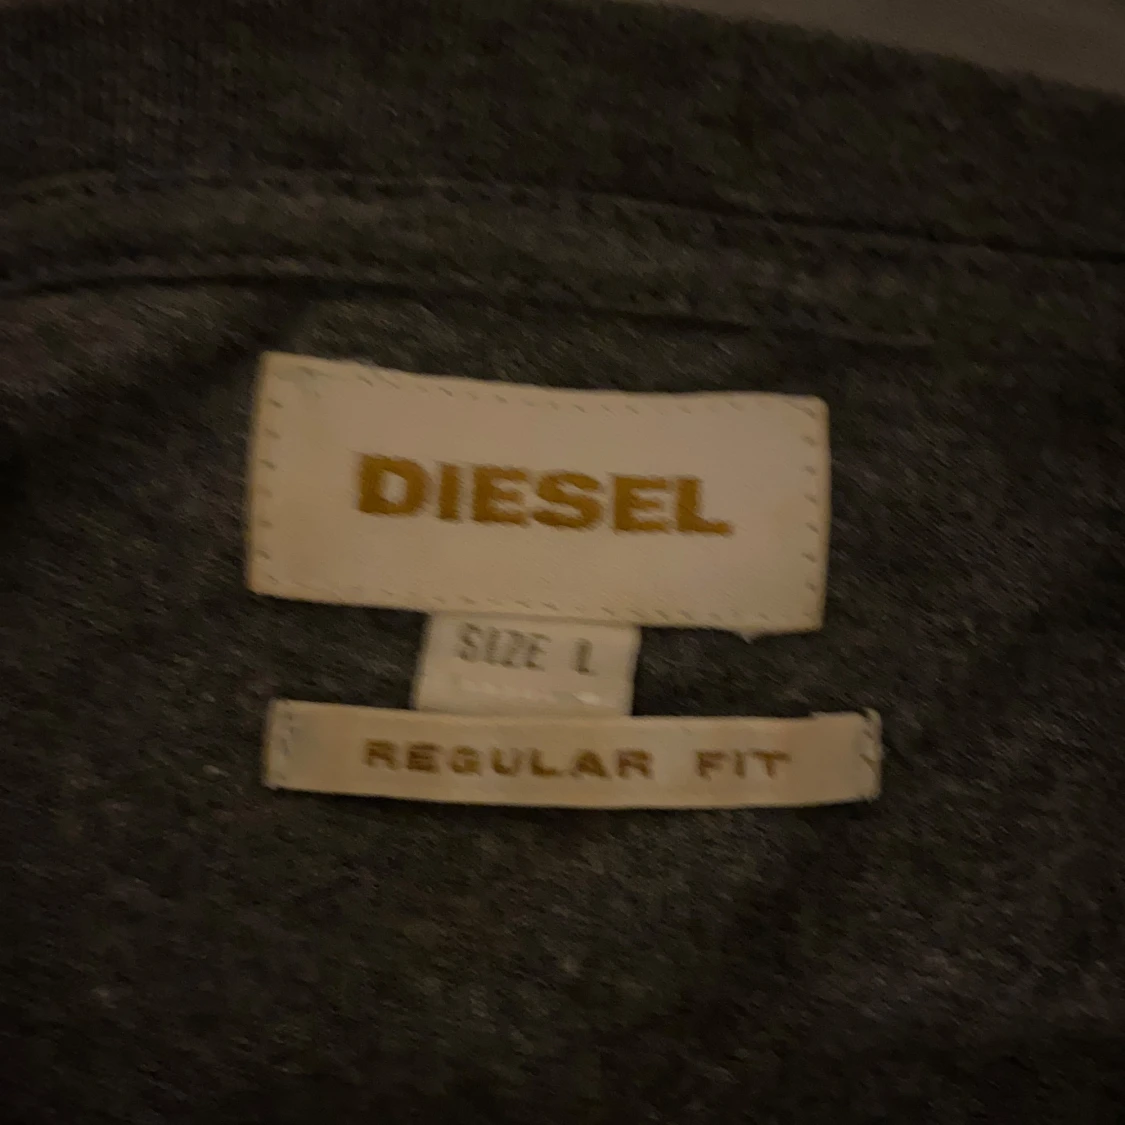 DIESEL
SIZE L
REGULAR FIT